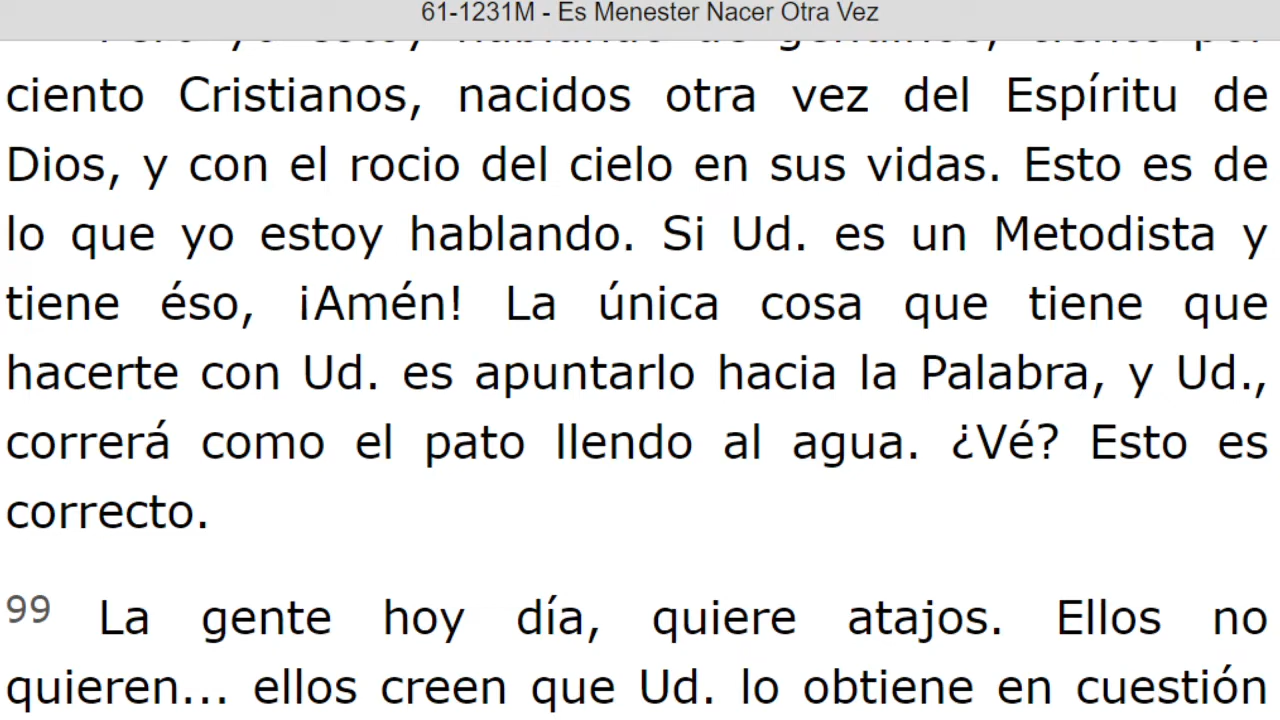 61-1231M - Es Menester Nacer Otra Vez
ciento Cristianos, nacidos otra vez del Espíritu de
Dios, y con el rocio del cielo en sus vidas. Esto es de
lo que yo estoy hablando. Si Ud. es un Metodista y
tiene éso, ¡Amén! La única cosa que tiene que
hacerte con Ud. es apuntarlo hacia la Palabra, y Ud.,
correrá como el pato llendo al agua. ¿Vé? Esto es
correcto.
99 La gente hoy día, quiere atajos. Ellos no
quieren... ellos creen que Ud. lo obtiene en cuestión